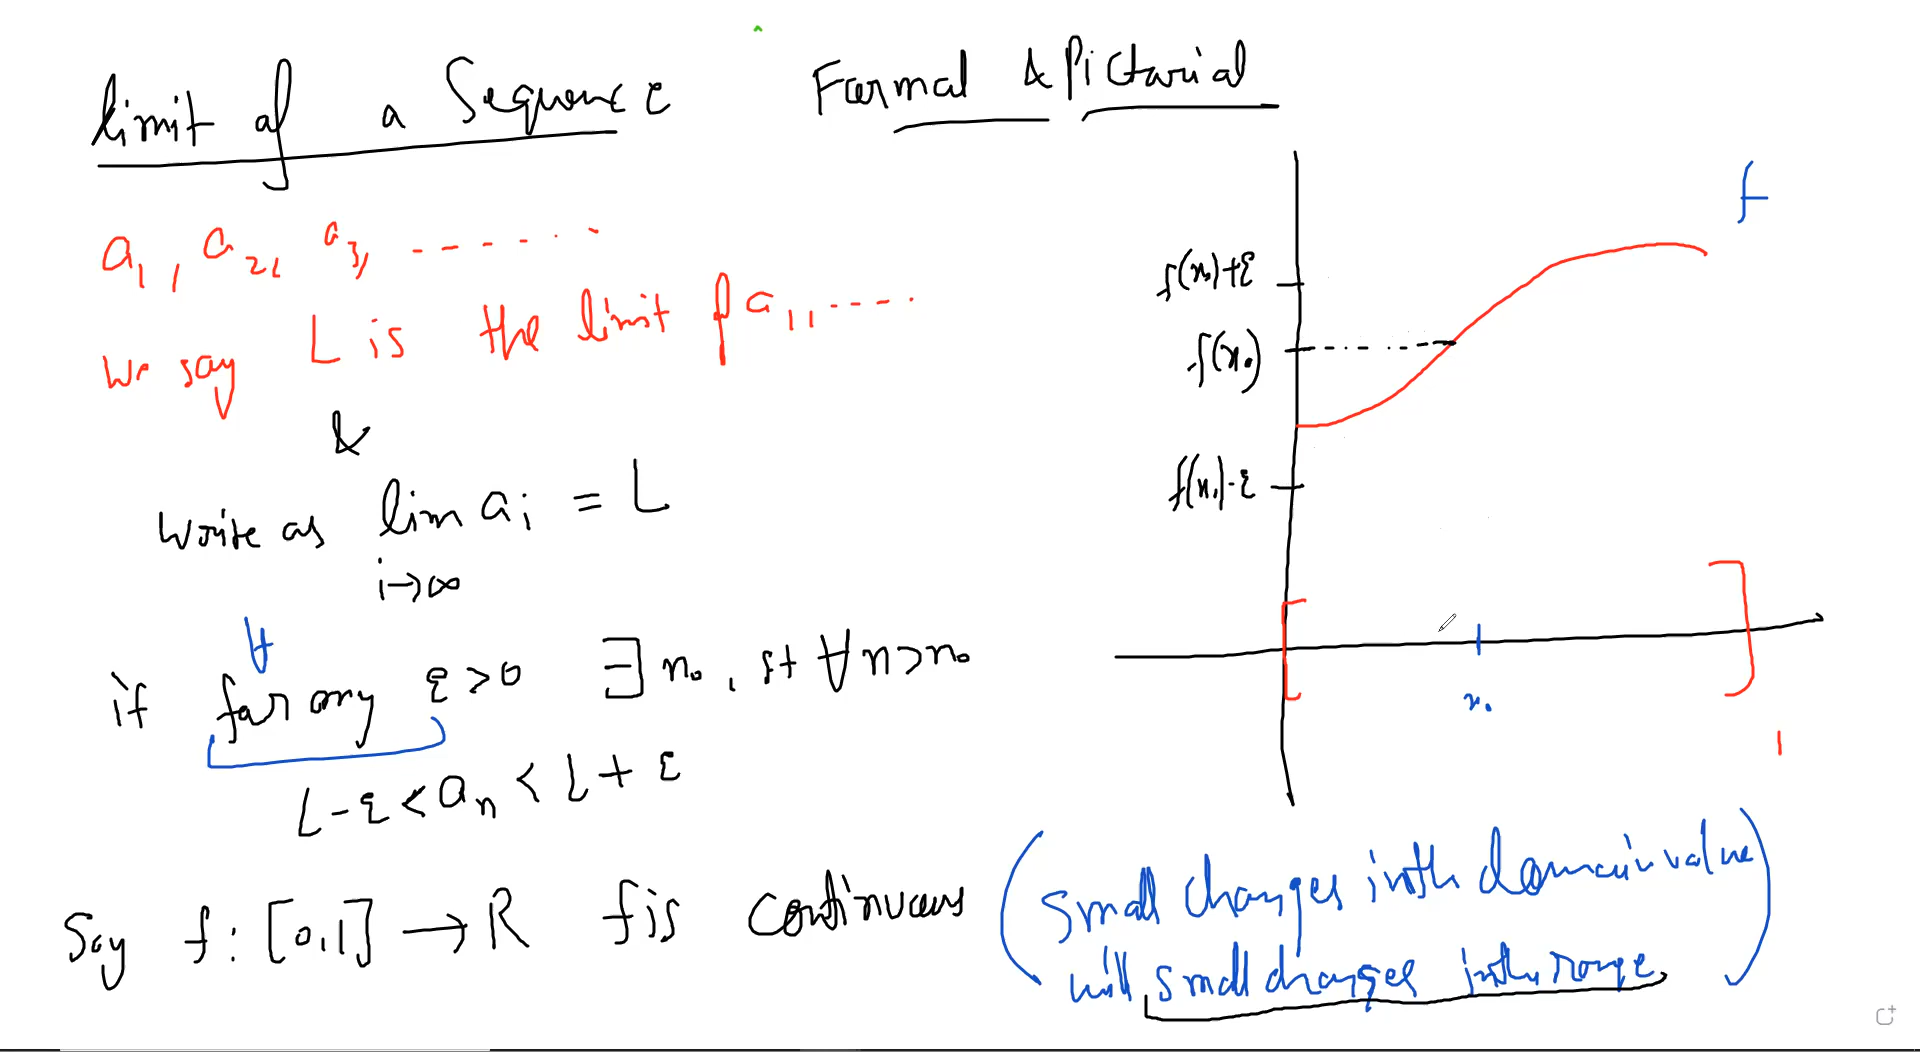 limit of a Sequence Formal & Pictorial
a₁, a₂, a₃, -------
We say L is the limit of a₁,, ----
&
write as lim aᵢ = L
i→∞
∀
if for any ε>0 ∃ n₀, st ∀n>n₀
L-ε<aₙ< L+ε
Say f: [0,1] → R f is continuous (small changes in the domain value
will small changes in the range)
f
f(x₀)+ε
f(x₀)
f(x₀)-ε
x₀
1